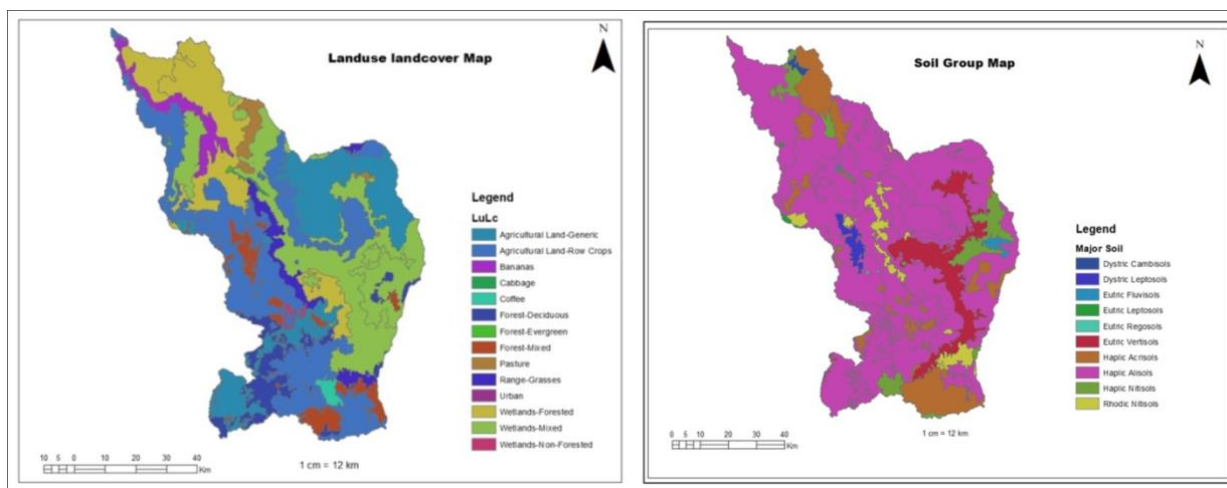 Landuse landcover Map
N
Legend
LuLc
Agricultural Land-Generic
Agricultural Land-Row Crops
Bananas
Cabbage
Coffee
Forest-Deciduous
Forest-Evergreen
Forest-Mixed
Pasture
Range-Grasses
Urban
Wetlands-Forested
Wetlands-Mixed
Wetlands-Non-Forested
10 5 0 10 20 30 40
Km
1 cm = 12 km
Soil Group Map
N
Legend
Major Soil
Dystric Cambisols
Dystric Leptosols
Eutric Fluvisols
Eutric Leptosols
Eutric Regosols
Eutric Vertisols
Haplic Acrisols
Haplic Alisols
Haplic Nitisols
Rhodic Nitisols
0 5 10 20 30 40
Km
1 cm = 12 km